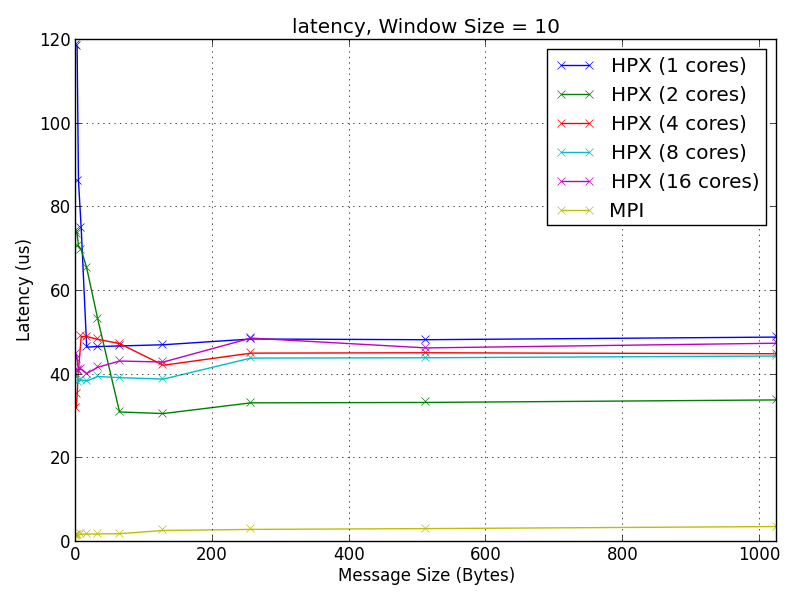 latency, Window Size = 10
120
100
80
60
40
20
0
Latency (us)
HPX (1 cores)
HPX (2 cores)
HPX (4 cores)
HPX (8 cores)
HPX (16 cores)
MPI
0 200 400 600 800 1000
Message Size (Bytes)